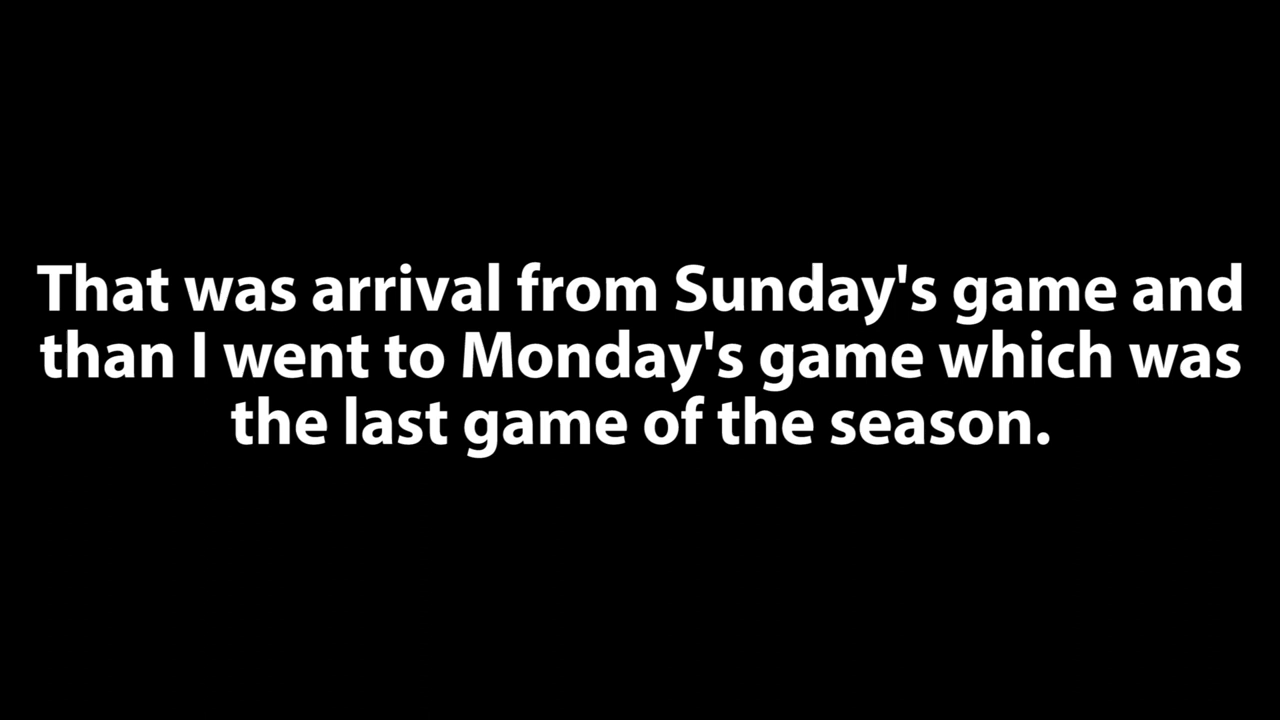 That was arrival from Sunday's game and
than I went to Monday's game which was
the last game of the season.